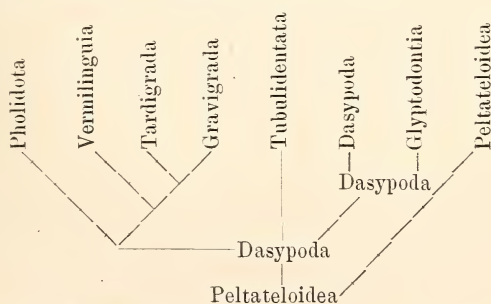 Pholidota
Vermilinguia
Tardigrada
Gravigrada
Tubulidentata
Dasypoda
Glyptodontia
Peltateloidea
Dasypoda
Dasypoda
Peltateloidea